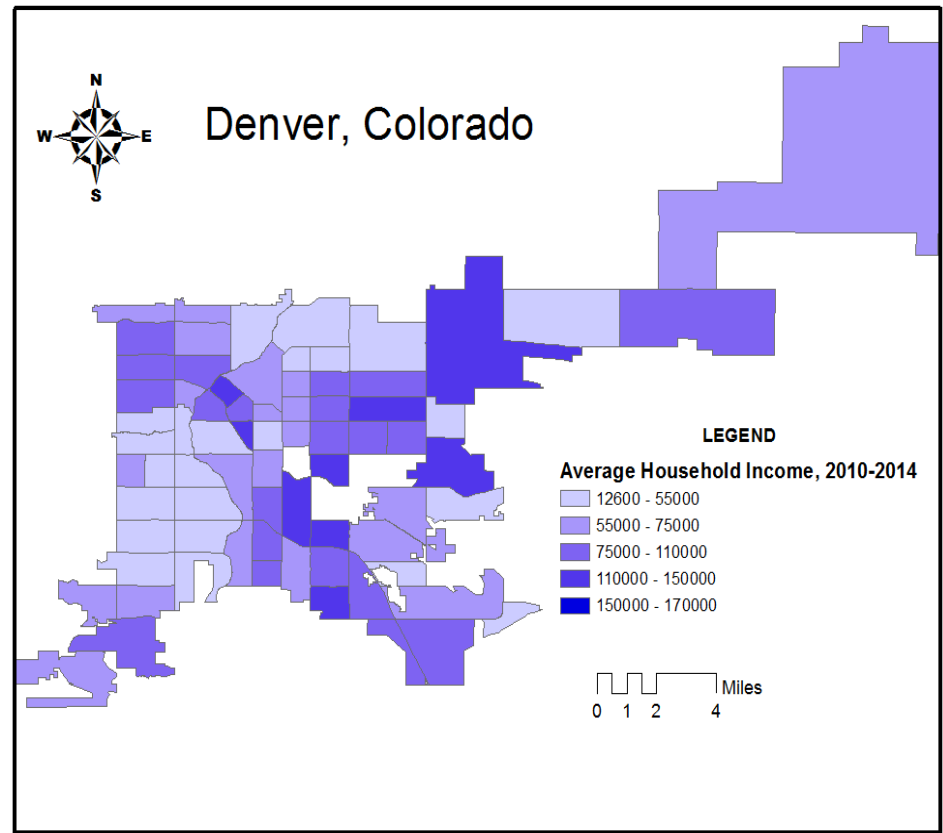 N
Denver, Colorado
W E
S
LEGEND
Average Household Income, 2010-2014
12600 - 55000
55000 - 75000
75000 - 110000
110000 - 150000
150000 - 170000
Miles
0 1 2 4